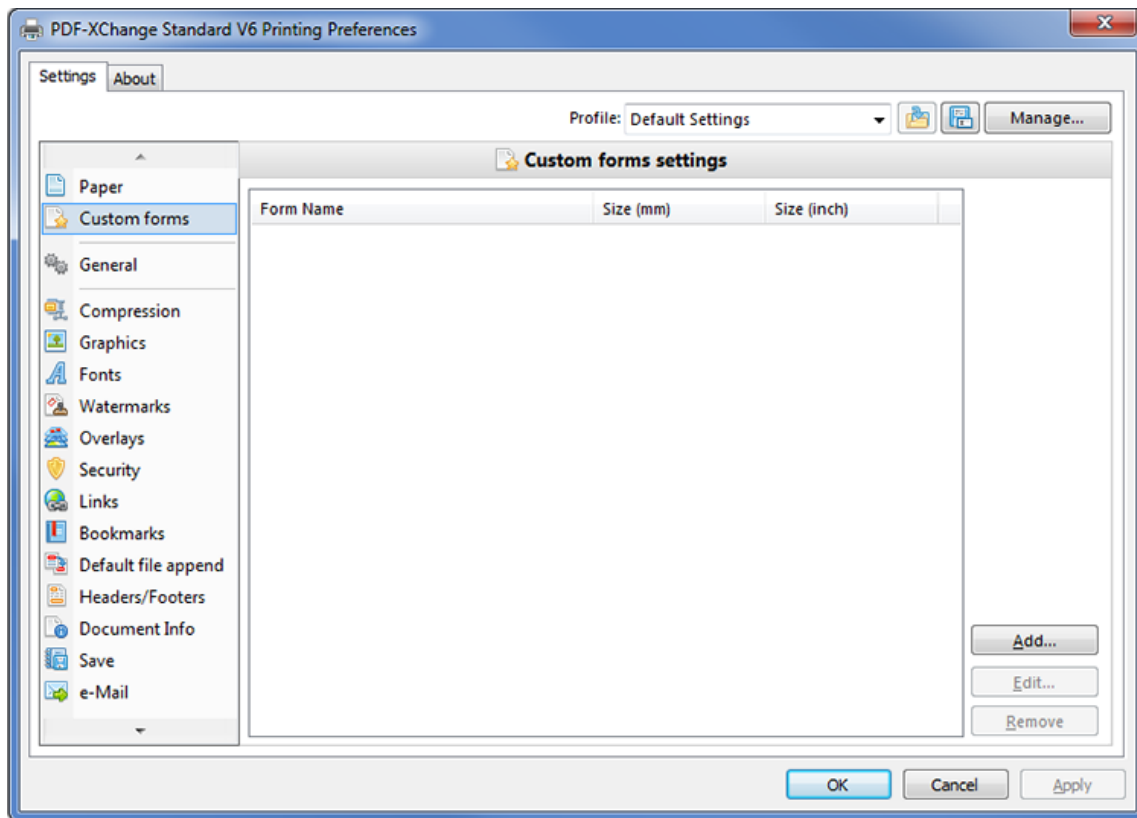 PDF-XChange Standard V6 Printing Preferences
Settings
About
Profile: Default Settings
Manage...
Custom forms settings
Paper
Custom forms
General
Compression
Graphics
Fonts
Watermarks
Overlays
Security
Links
Bookmarks
Default file append
Headers/Footers
Document Info
Save
e-Mail
Form Name
Size (mm)
Size (inch)
Add...
Edit...
Remove
OK
Cancel
Apply